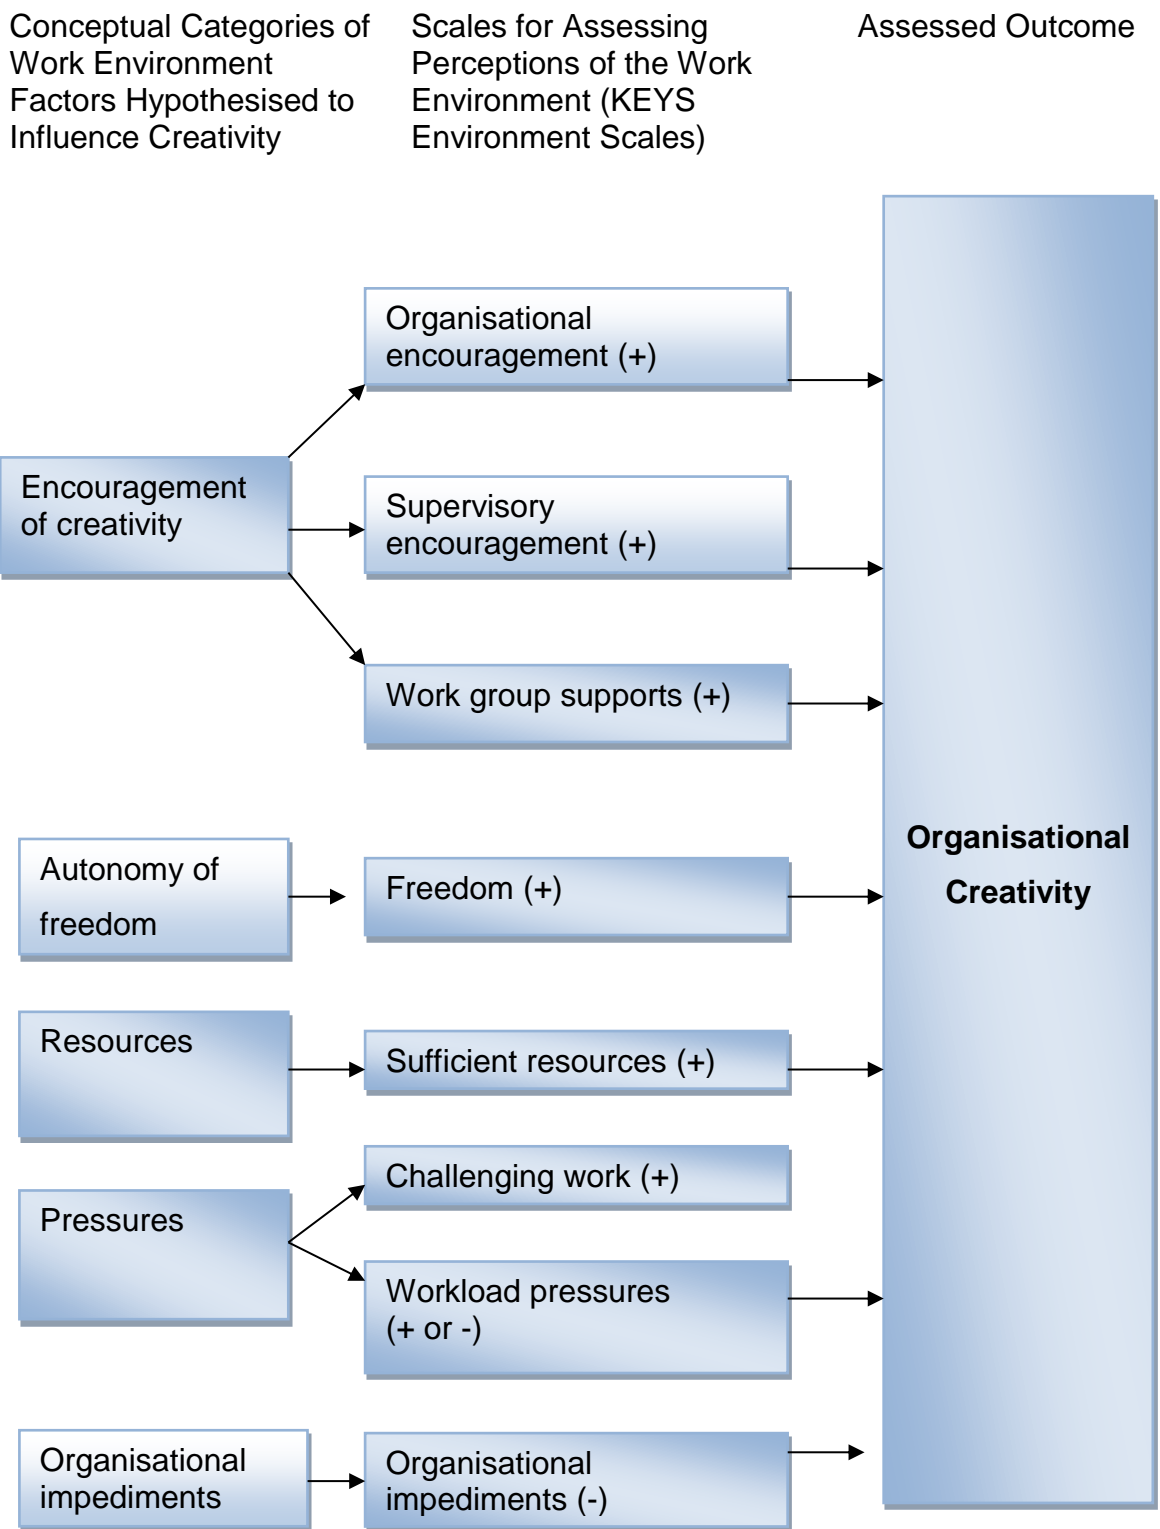 Conceptual Categories of
Work Environment
Factors Hypothesised to
Influence Creativity
Scales for Assessing
Perceptions of the Work
Environment (KEYS
Environment Scales)
Assessed Outcome
Organisational
encouragement (+)
Encouragement
of creativity
Supervisory
encouragement (+)
Work group supports (+)
Autonomy of
freedom
Freedom (+)
Organisational
Creativity
Resources
Sufficient resources (+)
Pressures
Challenging work (+)
Workload pressures
(+ or -)
Organisational
impediments
Organisational
impediments (-)